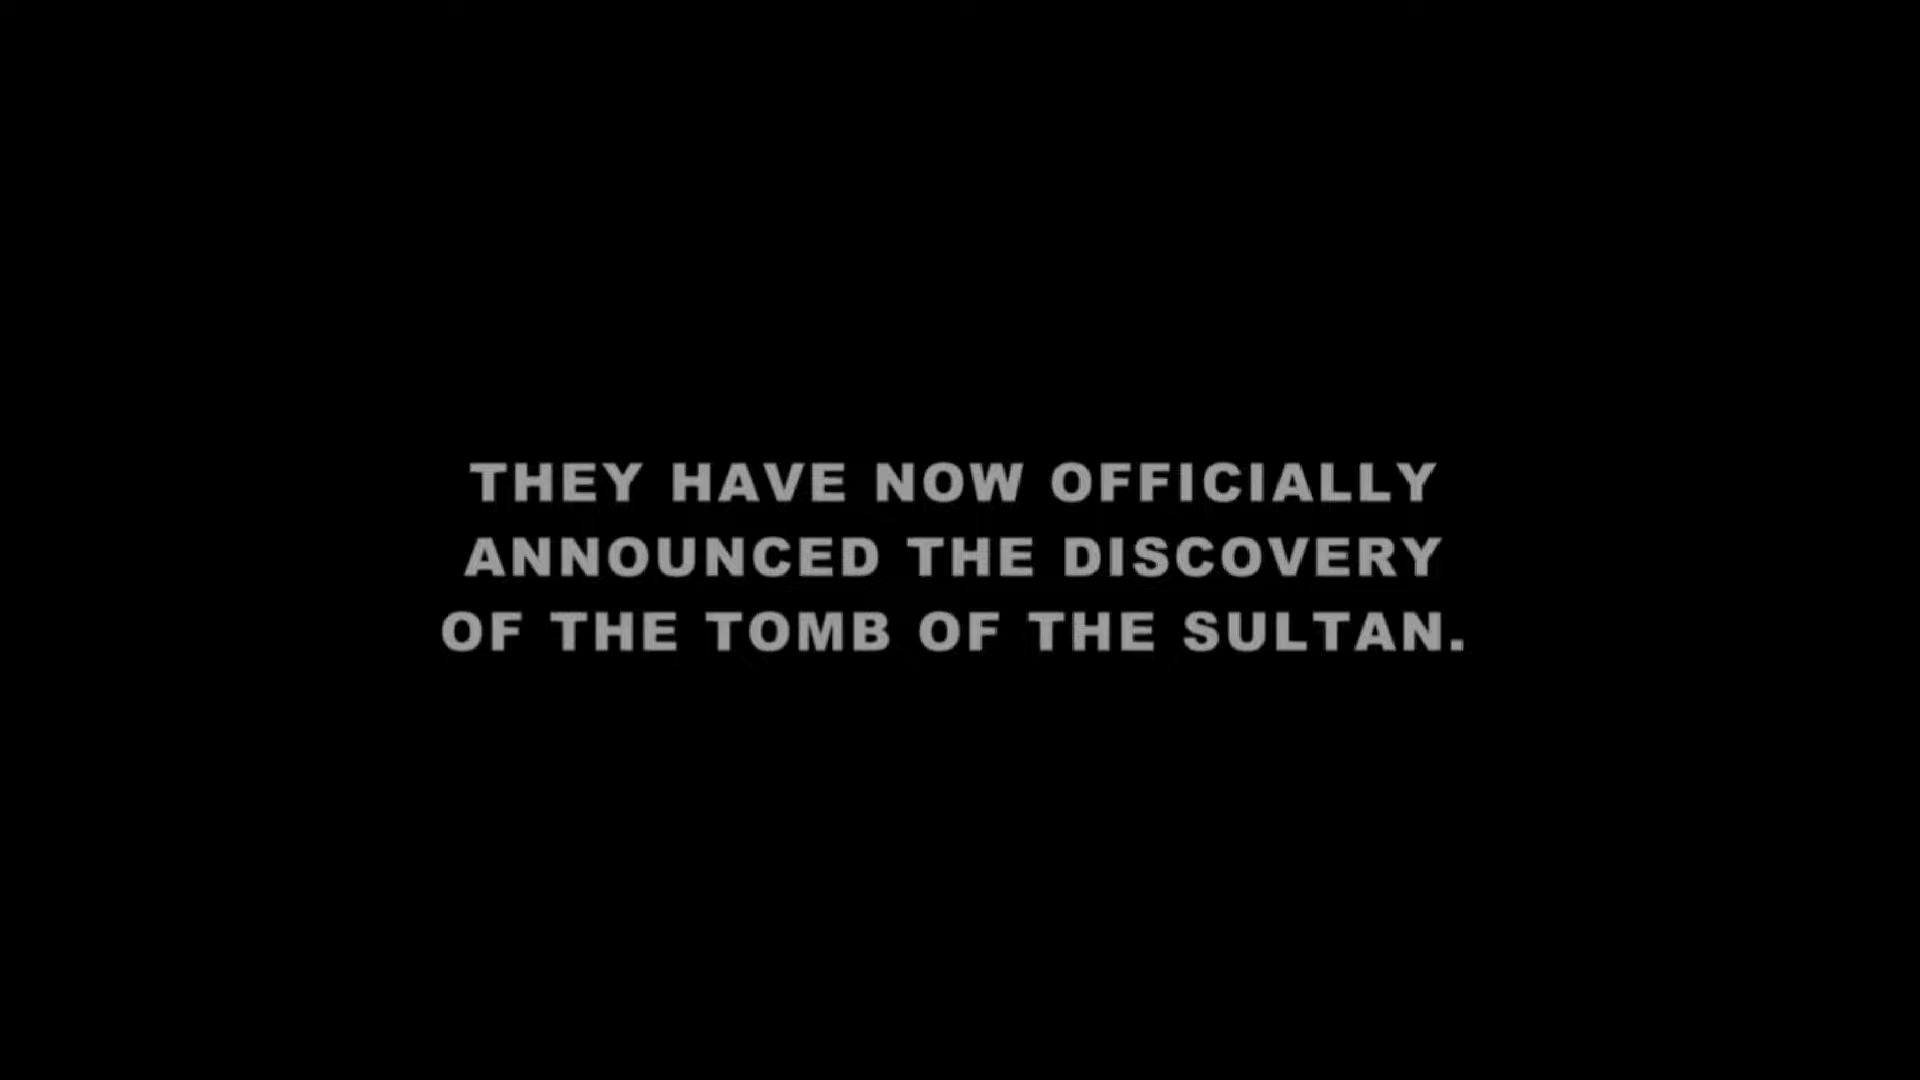 THEY HAVE NOW OFFICIALLY
ANNOUNCED THE DISCOVERY
OF THE TOMB OF THE SULTAN.